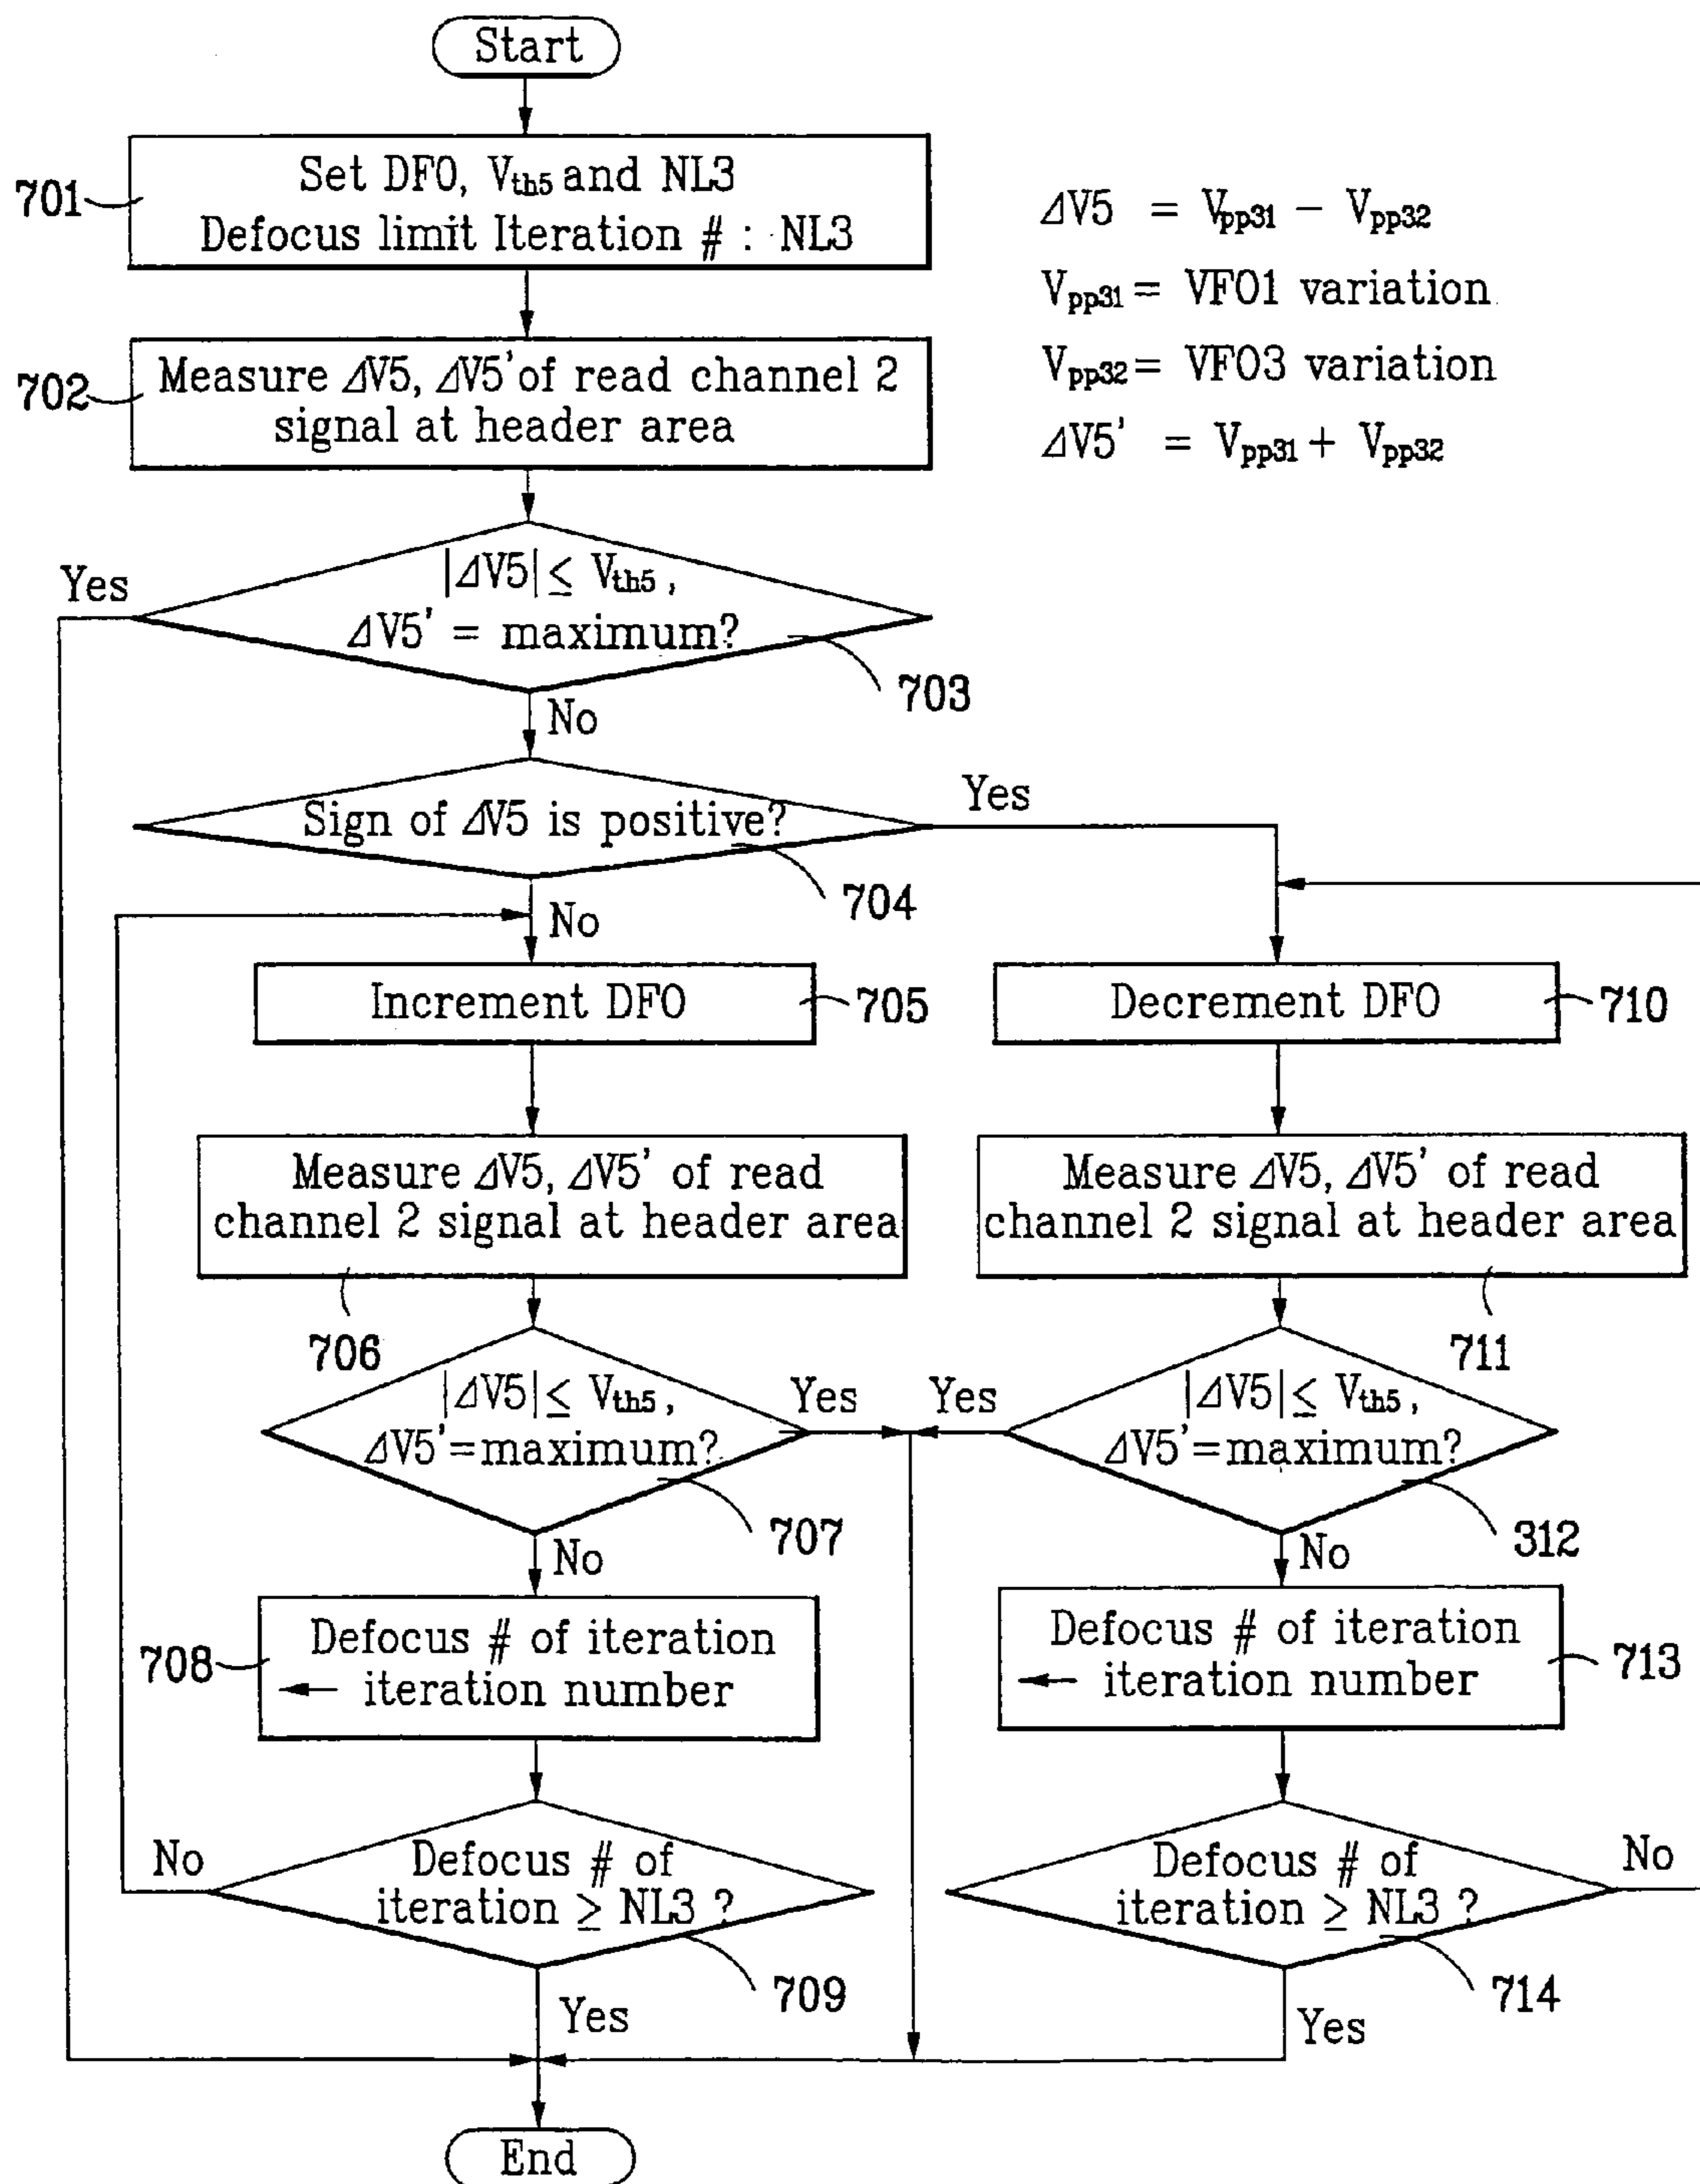 Start
701
Set DFO, Vth5 and NL3
Defocus limit Iteration # : NL3
ΔV5 = Vpp31 − Vpp32
Vpp31 = VFO1 variation
Vpp32 = VFO3 variation
ΔV5' = Vpp31 + Vpp32
702
Measure ΔV5, ΔV5' of read channel 2
signal at header area
Yes
|ΔV5| ≤ Vth5 ,
ΔV5' = maximum?
703
No
Sign of ΔV5 is positive?
Yes
704
No
Increment DFO
705
Decrement DFO
710
Measure ΔV5, ΔV5' of read
channel 2 signal at header area
706
Measure ΔV5, ΔV5' of read
channel 2 signal at header area
711
|ΔV5| ≤ Vth5 ,
ΔV5'=maximum?
Yes
707
No
Yes
|ΔV5| ≤ Vth5 ,
ΔV5'=maximum?
312
No
708
Defocus # of iteration
← iteration number
Defocus # of iteration
← iteration number
713
No
Defocus # of
iteration ≥ NL3 ?
709
Yes
Defocus # of
iteration ≥ NL3 ?
No
714
Yes
End